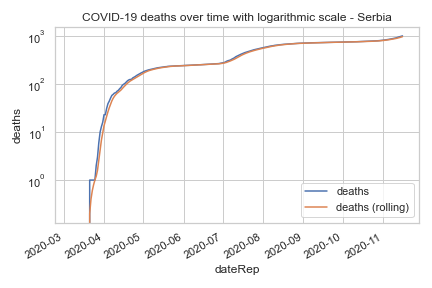 COVID-19 deaths over time with logarithmic scale - Serbia
10³
10²
10¹
10⁰
deaths
deaths
deaths (rolling)
2020-03
2020-04
2020-05
2020-06
2020-07
2020-08
2020-09
2020-10
2020-11
dateRep